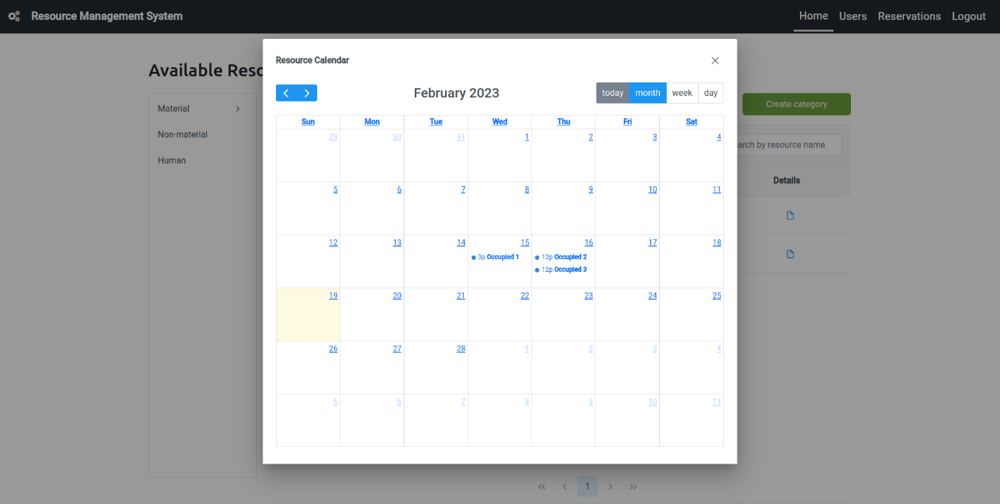 Resource Management System
Home Users Reservations Logout
Available Reso
Resource Calendar
February 2023
today month week day
Create category
Material
Non-material
Human
arch by resource name
Details
Sun Mon Tue Wed Thu Fri Sat
29 30 31 1 2 3 4
5 6 7 8 9 10 11
12 13 14 15 16 17 18
3p Occupied 1 12p Occupied 2
12p Occupied 3
19 20 21 22 23 24 25
26 27 28 1 2 3 4
5 6 7 8 9 10 11
1